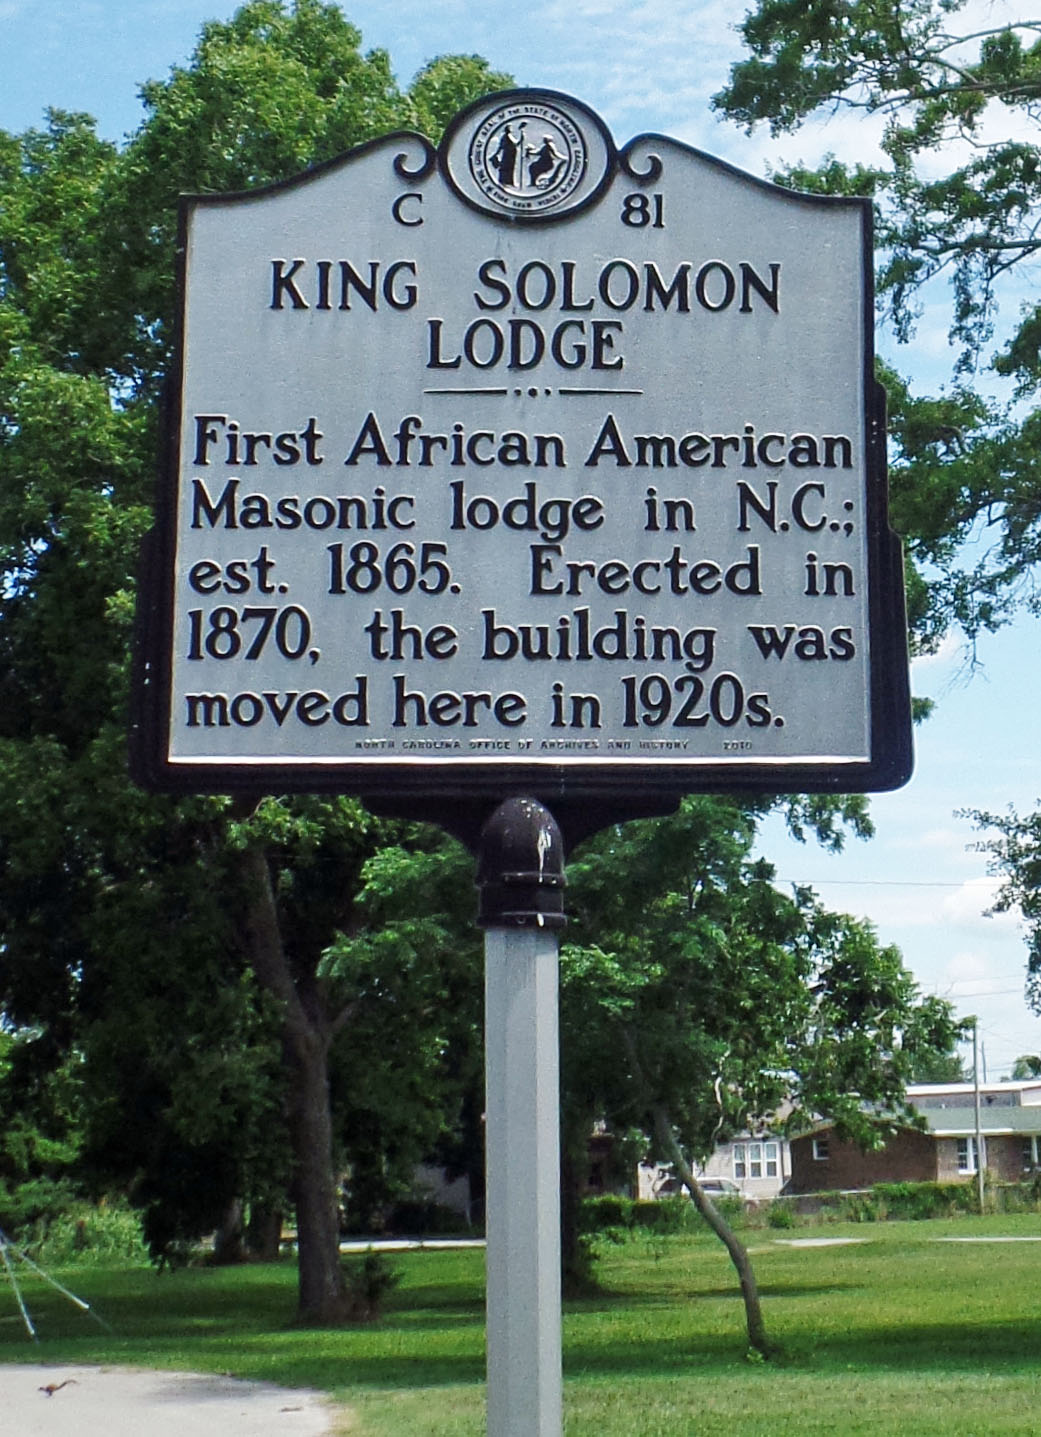 C 81
KING SOLOMON
LODGE
First African American
Masonic lodge in N.C.;
est. 1865. Erected in
1870, the building was
moved here in 1920s.
NORTH CAROLINA OFFICE OF ARCHIVES AND HISTORY 2010